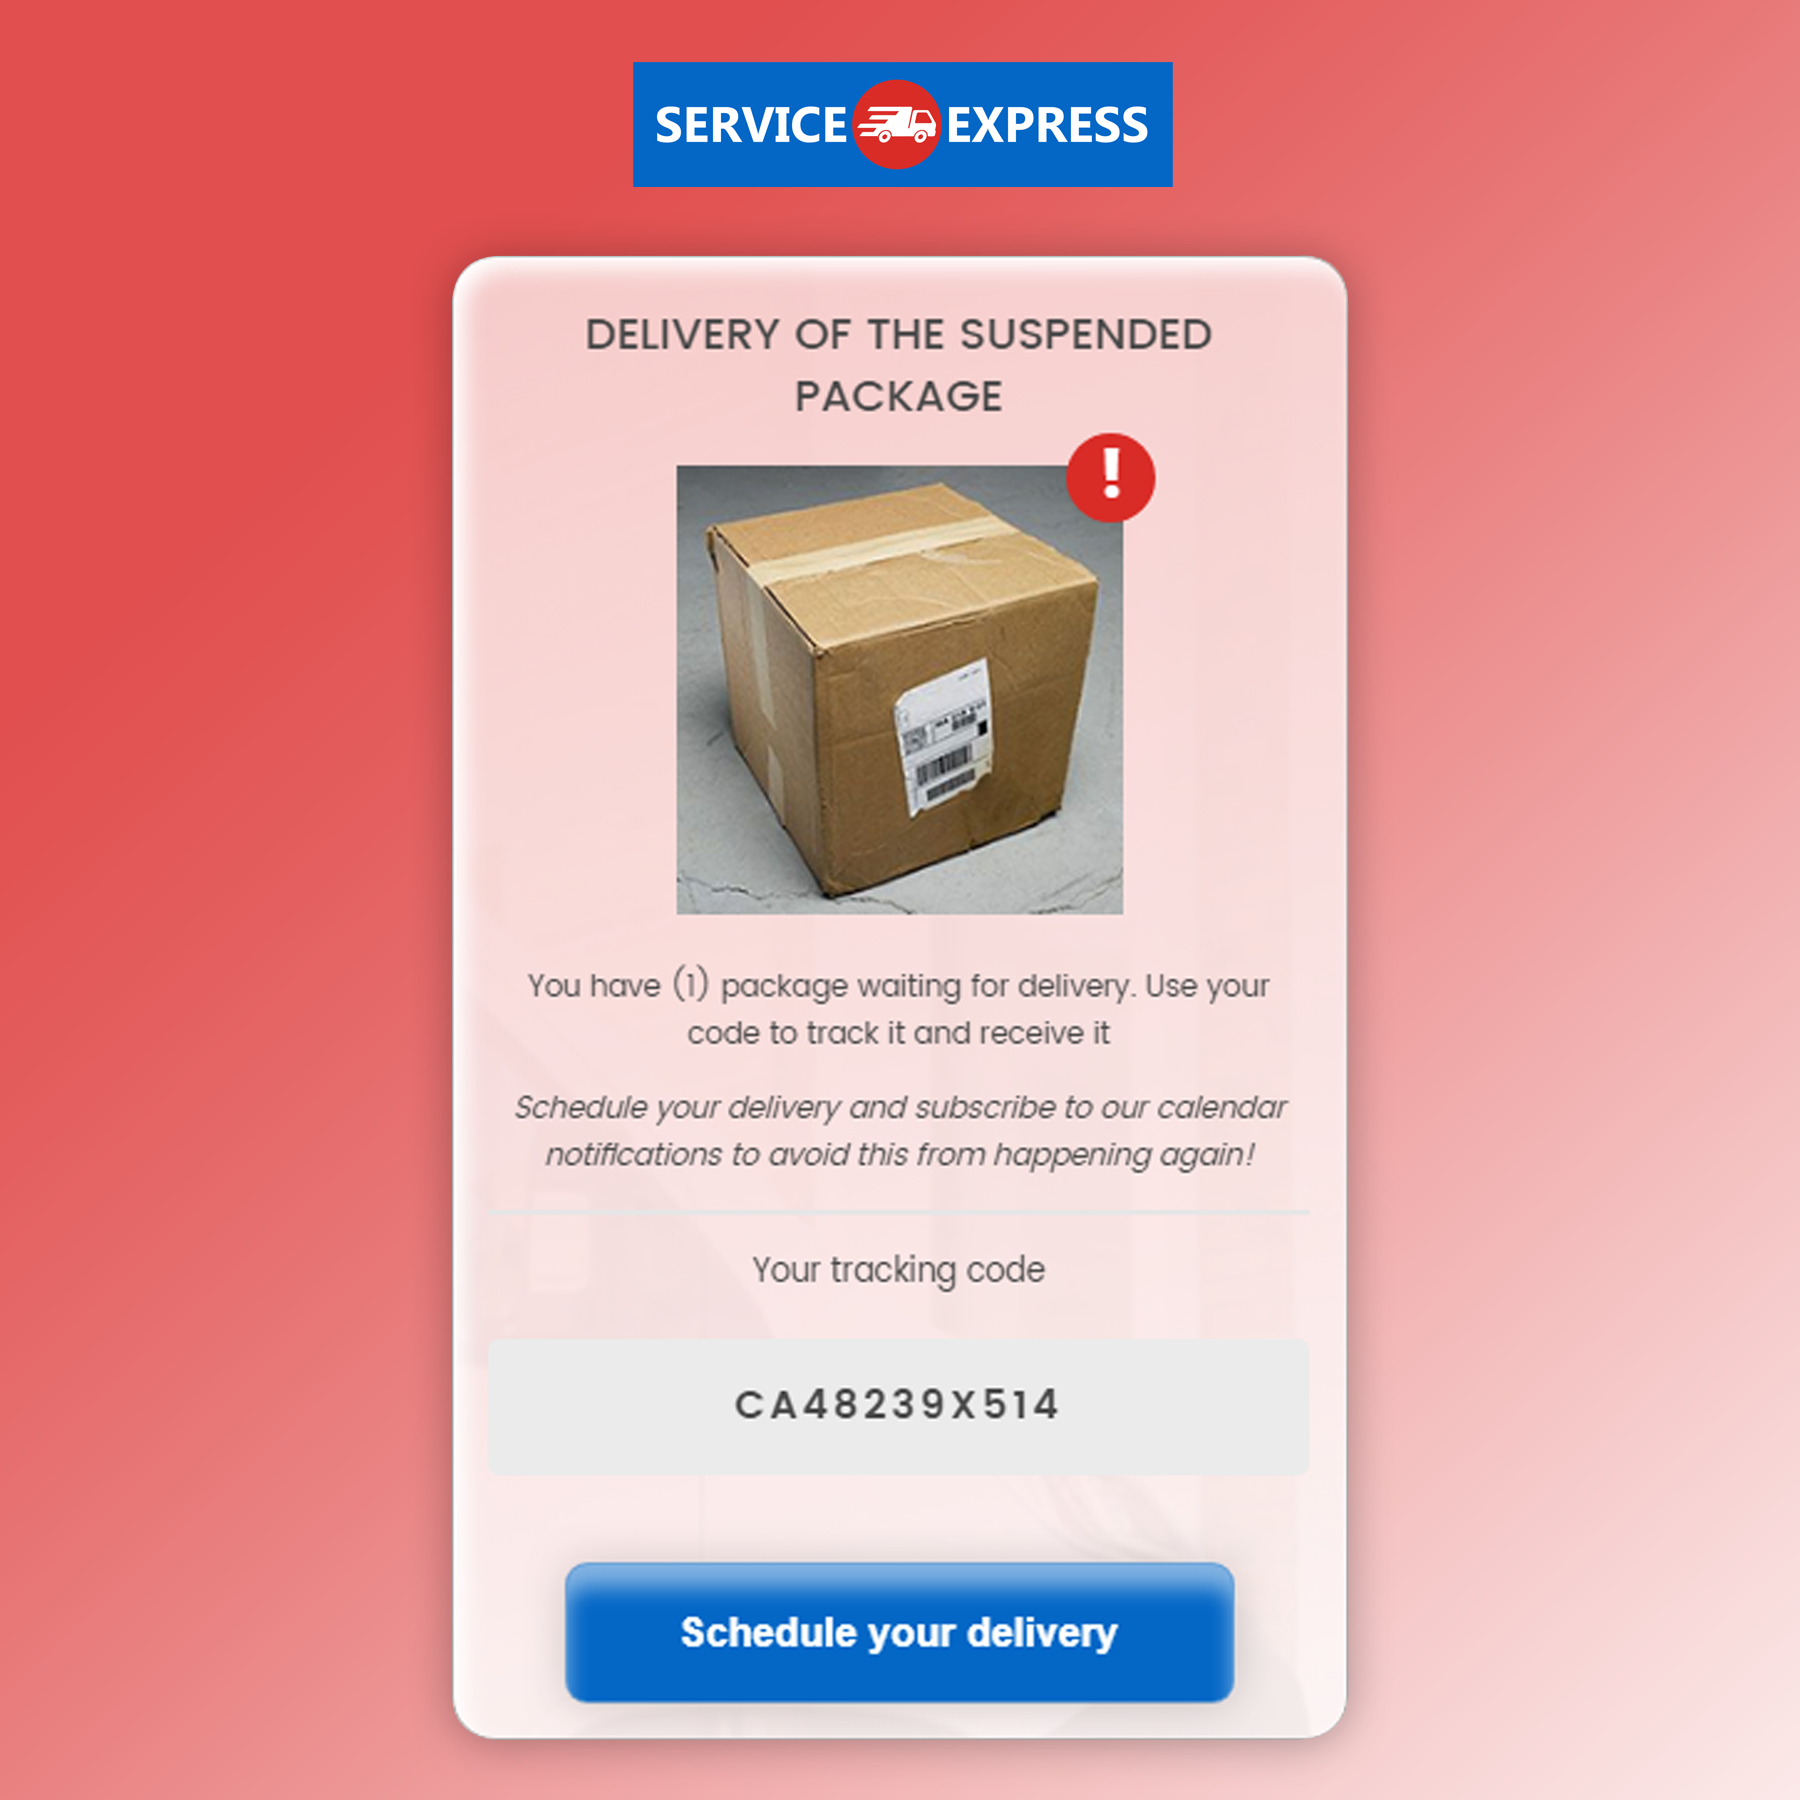 SERVICE EXPRESS
DELIVERY OF THE SUSPENDED
PACKAGE
!
You have (1) package waiting for delivery. Use your
code to track it and receive it
Schedule your delivery and subscribe to our calendar
notifications to avoid this from happening again!
Your tracking code
CA48239X514
Schedule your delivery